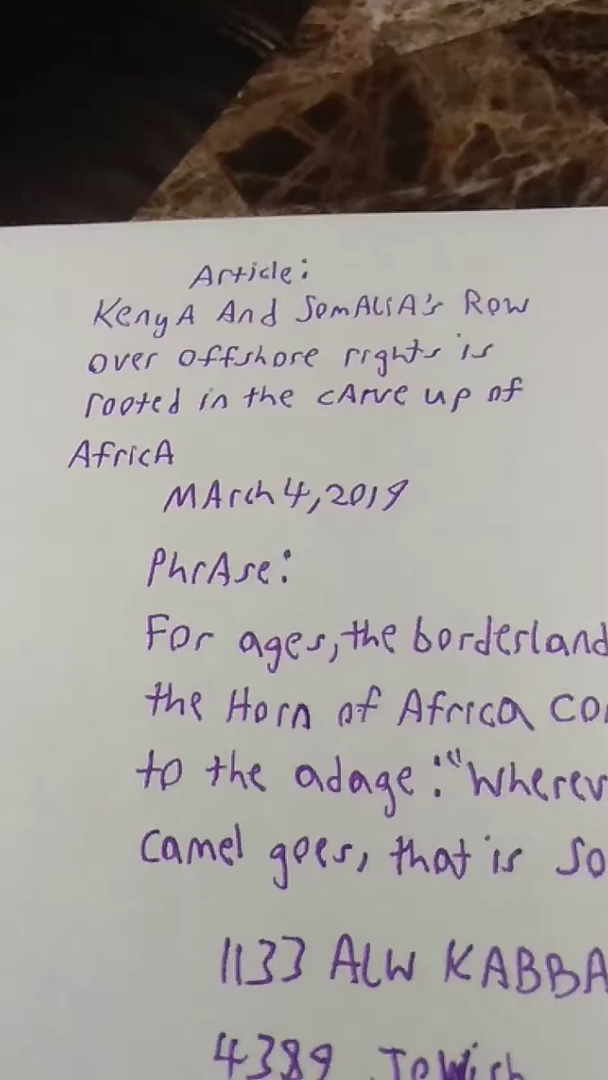 Article:
KenyA And SomAliA's Row
over offshore rights is
rooted in the cArve up of
AfricA
MArch 4, 2019
PhrAse:
For ages, the borderland
the Horn of Africa
to the adage: "Wherev
camel goes, that is So
1133 ALW KABBA
4389 JeWish